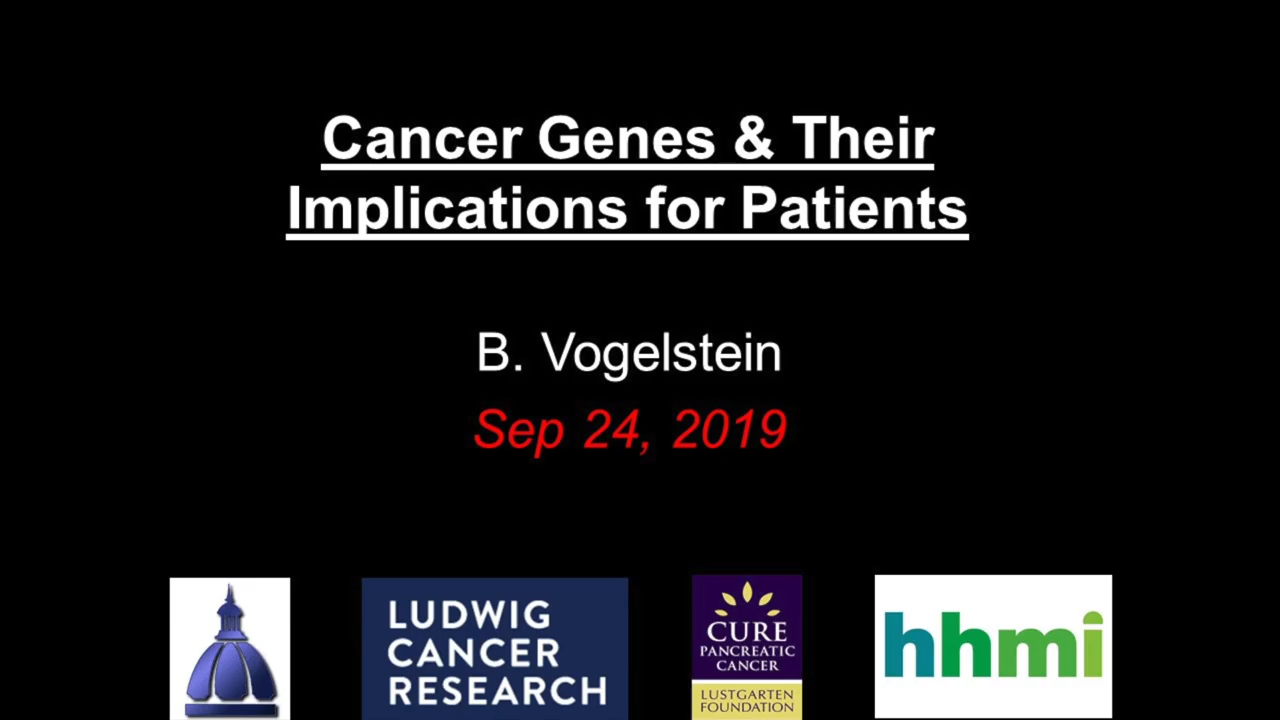 Cancer Genes & Their
Implications for Patients
B. Vogelstein
Sep 24, 2019
LUDWIG
CANCER
RESEARCH
CURE
PANCREATIC
CANCER
LUSTGARTEN
FOUNDATION
hhmi